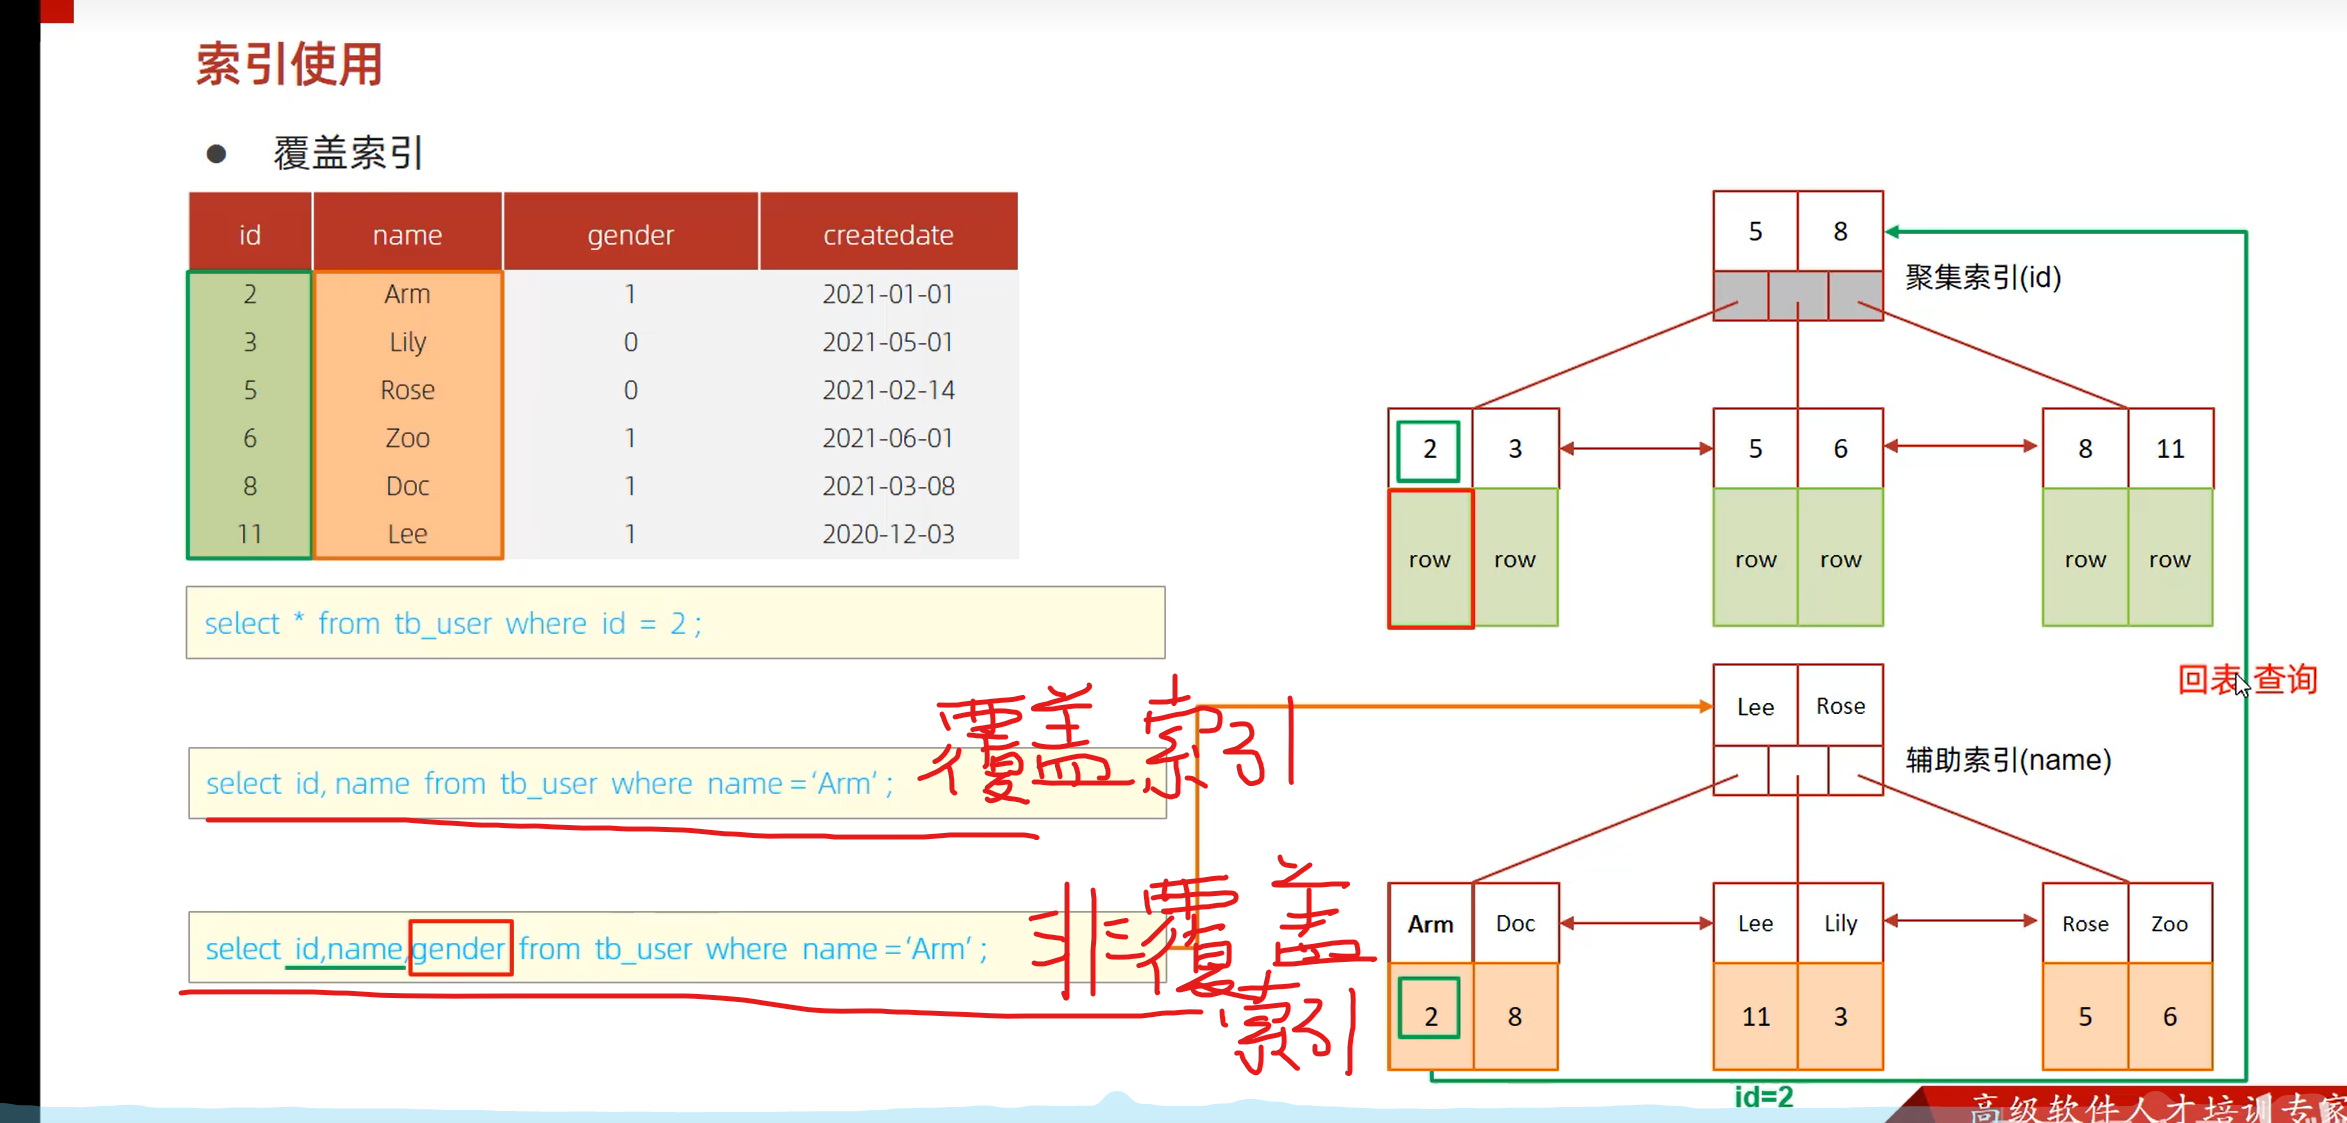 索引使用
● 覆盖索引
id name gender createdate
2 Arm 1 2021-01-01
3 Lily 0 2021-05-01
5 Rose 0 2021-02-14
6 Zoo 1 2021-06-01
8 Doc 1 2021-03-08
11 Lee 1 2020-12-03
select * from tb_user where id = 2 ;
覆盖索引
select id, name from tb_user where name = ‘Arm’ ;
select id,name,gender from tb_user where name = ‘Arm’ ;
非覆盖
索引
5 8
聚集索引(id)
2 3 5 6 8 11
row row row row row row
回表查询
Lee Rose
辅助索引(name)
Arm Doc Lee Lily Rose Zoo
2 8 11 3 5 6
id=2
高级软件人才培训专家